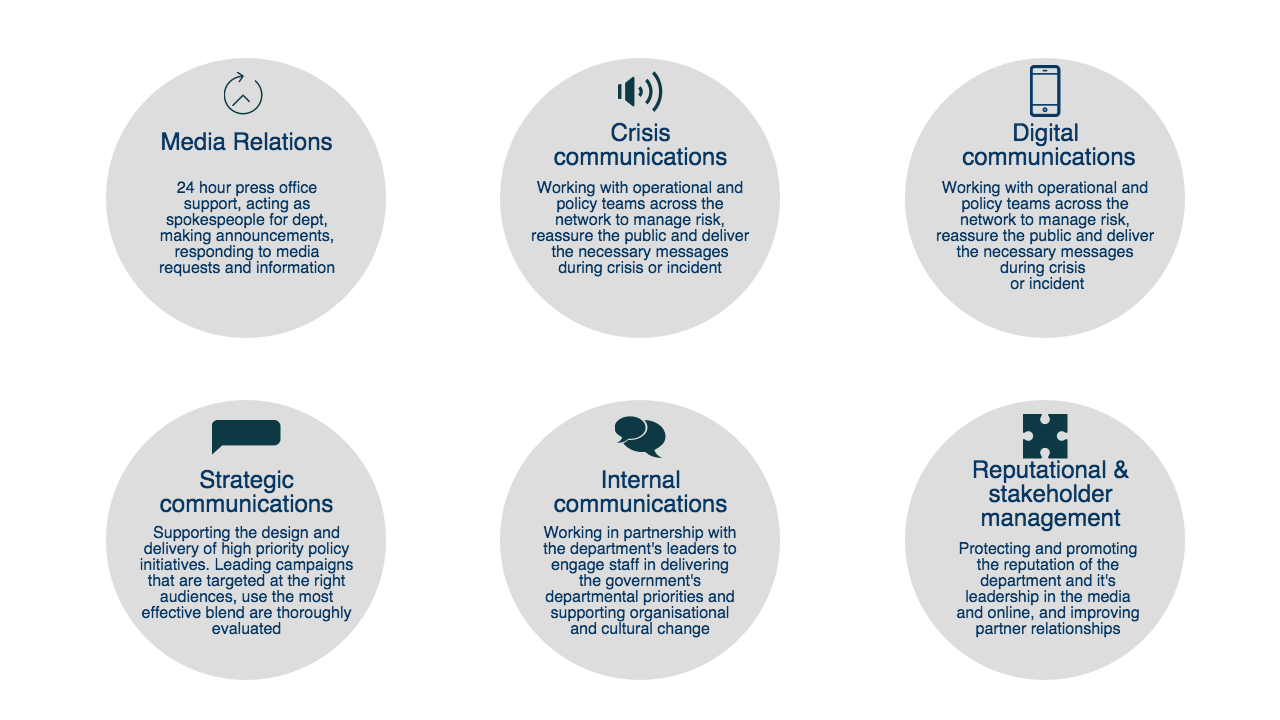 Media Relations
24 hour press office
support, acting as
spokespeople for dept,
making announcements,
responding to media
requests and information
Crisis
communications
Working with operational and
policy teams across the
network to manage risk,
reassure the public and deliver
the necessary messages
during crisis or incident
Digital
communications
Working with operational and
policy teams across the
network to manage risk,
reassure the public and deliver
the necessary messages
during crisis
or incident
Strategic
communications
Supporting the design and
delivery of high priority policy
initiatives. Leading campaigns
that are targeted at the right
audiences, use the most
effective blend are thoroughly
evaluated
Internal
communications
Working in partnership with
the department's leaders to
engage staff in delivering
the government's
departmental priorities and
supporting organisational
and cultural change
Reputational &
stakeholder
management
Protecting and promoting
the reputation of the
department and it's
leadership in the media
and online, and improving
partner relationships